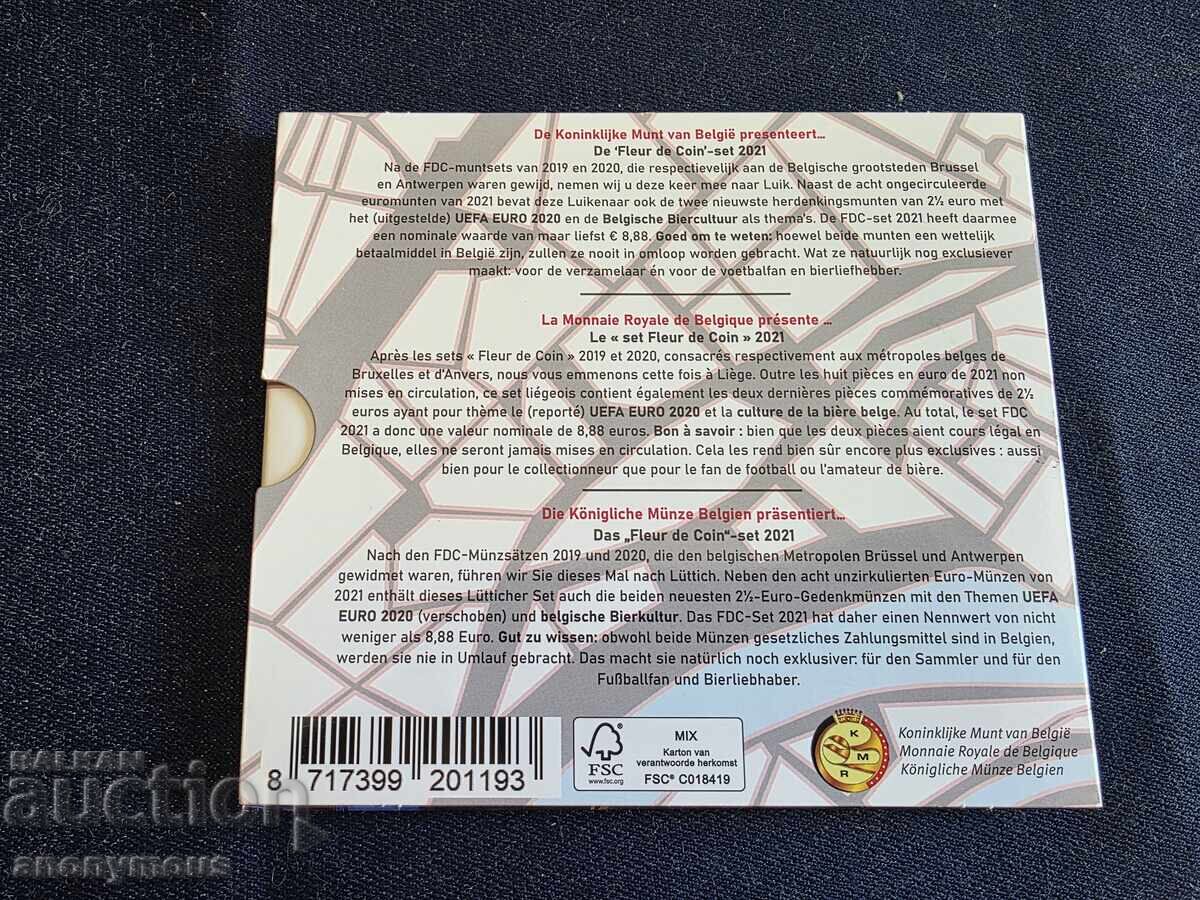 De Koninklijke Munt van België presenteert...
De ‘Fleur de Coin’-set 2021
Na de FDC-muntsets van 2019 en 2020, die respectievelijk aan de Belgische grootsteden Brussel
en Antwerpen waren gewijd, nemen wij u deze keer mee naar Luik. Naast de acht ongecirculeerde
euromunten van 2021 bevat deze Luikenaar ook de twee nieuwste herdenkingsmunten van 2½ euro met
het (uitgestelde) UEFA EURO 2020 en de Belgische Biercultuur als thema's. De FDC-set 2021 heeft daarmee
een nominale waarde van maar liefst € 8,88. Goed om te weten: hoewel beide munten een wettelijk
betaalmiddel in België zijn, zullen ze nooit in omloop worden gebracht. Wat ze natuurlijk nog exclusiever
maakt: voor de verzamelaar én voor de voetbalfan en bierliefhebber.
La Monnaie Royale de Belgique présente ...
Le « set Fleur de Coin » 2021
Après les sets « Fleur de Coin » 2019 et 2020, consacrés respectivement aux métropoles belges de
Bruxelles et d'Anvers, nous vous emmenons cette fois à Liège. Outre les huit pièces en euro de 2021 non
mises en circulation, ce set liégeois contient également les deux dernières pièces commémoratives de 2½
euros ayant pour thème le (reporté) UEFA EURO 2020 et la culture de la bière belge. Au total, le set FDC
2021 a donc une valeur nominale de 8,88 euros. Bon à savoir : bien que les deux pièces aient cours légal en
Belgique, elles ne seront jamais mises en circulation. Cela les rend bien sûr encore plus exclusives : aussi
bien pour le collectionneur que pour le fan de football ou l'amateur de bière.
Die Königliche Münze Belgien präsentiert...
Das „Fleur de Coin“-set 2021
Nach den FDC-Münzsätzen 2019 und 2020, die den belgischen Metropolen Brüssel und Antwerpen
gewidmet waren, führen wir Sie dieses Mal nach Lüttich. Neben den acht unzirkulierten Euro-Münzen von
2021 enthält dieses Lütticher Set auch die beiden neuesten 2½-Euro-Gedenkmünzen mit den Themen UEFA
EURO 2020 (verschoben) und belgische Bierkultur. Das FDC-Set 2021 hat daher einen Nennwert von nicht
weniger als 8,88 Euro. Gut zu wissen: obwohl beide Münzen gesetzliches Zahlungsmittel sind in Belgien,
werden sie nie in Umlauf gebracht. Das macht sie natürlich noch exklusiver: für den Sammler und für den
Fußballfan und Bierliebhaber.
8 717399 201193
FSC
www.fsc.org
MIX
Karton van
verantwoorde herkomst
FSC® C018419
K
M
R
Koninklijke Munt van België
Monnaie Royale de Belgique
Königliche Münze Belgien
BALKAN
auction
anonymous